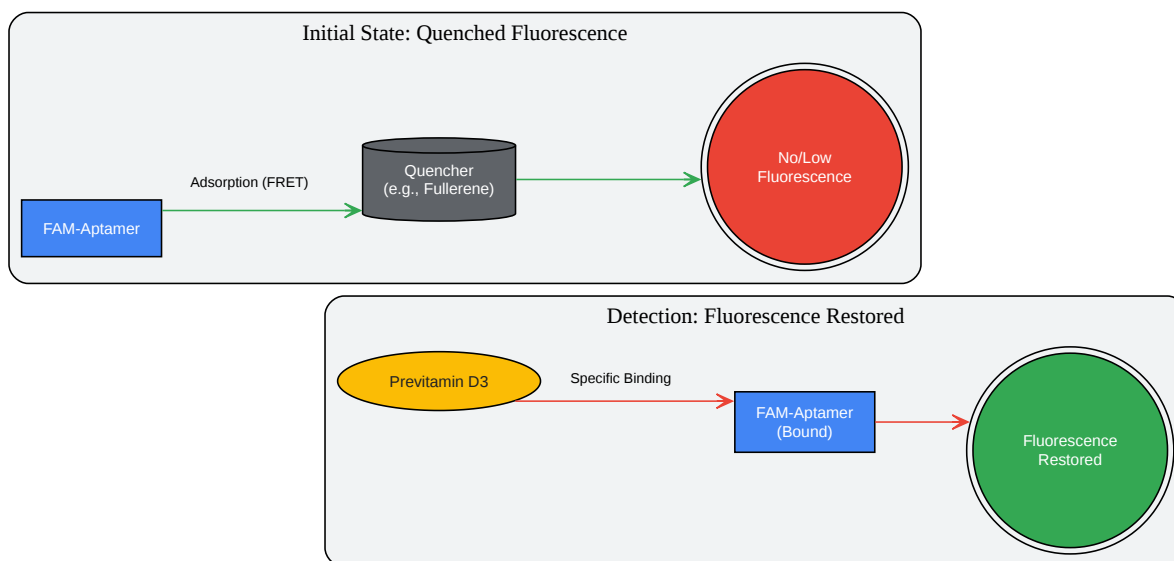 Initial State: Quenched Fluorescence
No/Low
Fluorescence
Quencher
(e.g., Fullerene)
Adsorption (FRET)
FAM-Aptamer
Detection: Fluorescence Restored
Previtamin D3
Specific Binding
FAM-Aptamer
(Bound)
Fluorescence
Restored